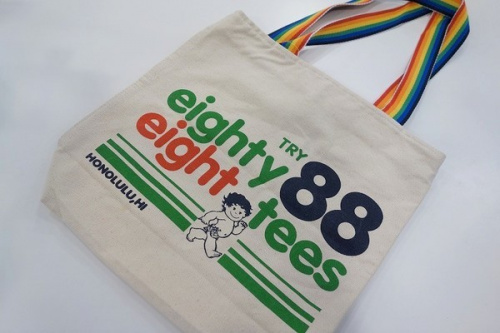 TRY
eighty 88
eight tees
HONOLULU, HI